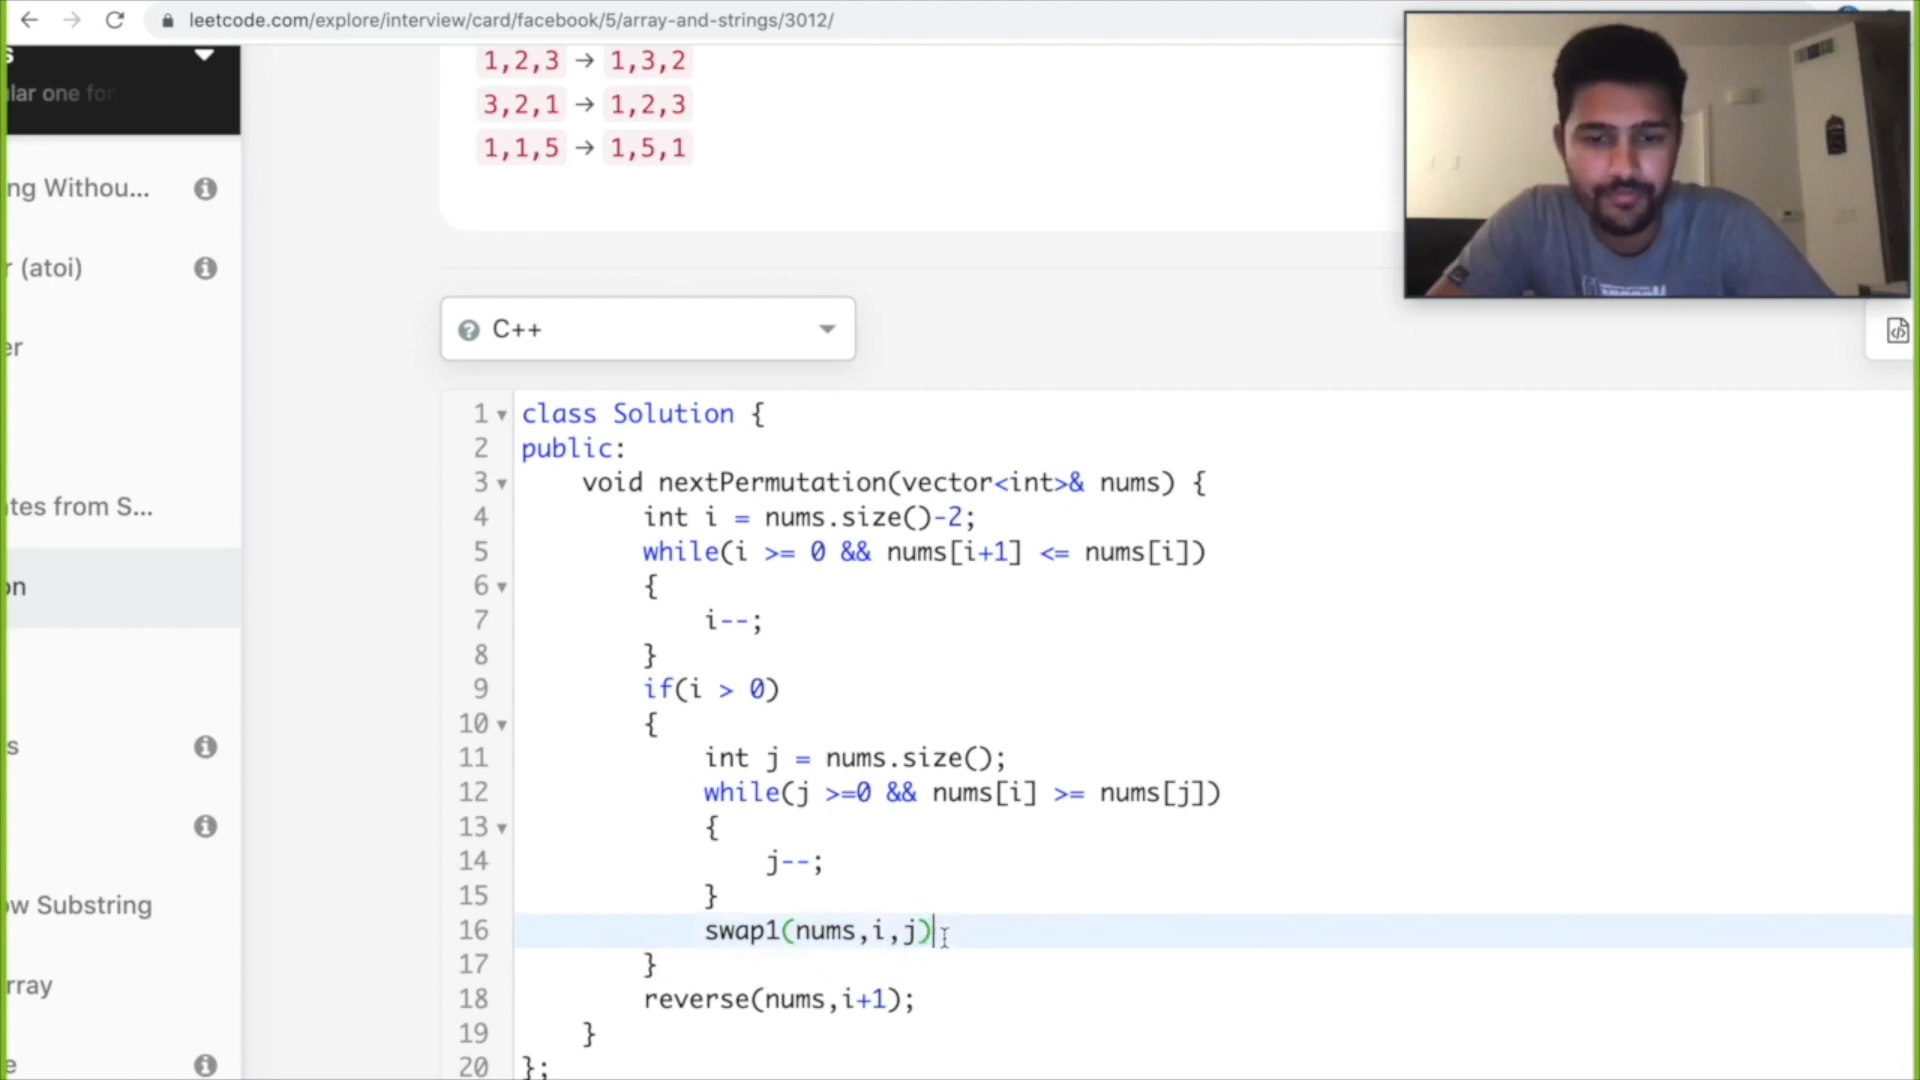 leetcode.com/explore/interview/card/facebook/5/array-and-strings/3012/
s
lar one for
ng Withou...
r (atoi)
er
tes from S...
on
s
ow Substring
rray
e
1,2,3 → 1,3,2
3,2,1 → 1,2,3
1,1,5 → 1,5,1
C++
1 class Solution {
2 public:
3 void nextPermutation(vector<int>& nums) {
4 int i = nums.size()-2;
5 while(i >= 0 && nums[i+1] <= nums[i])
6 {
7 i--;
8 }
9 if(i > 0)
10 {
11 int j = nums.size();
12 while(j >=0 && nums[i] >= nums[j])
13 {
14 j--;
15 }
16 swap1(nums,i,j)
17 }
18 reverse(nums,i+1);
19 }
20 };